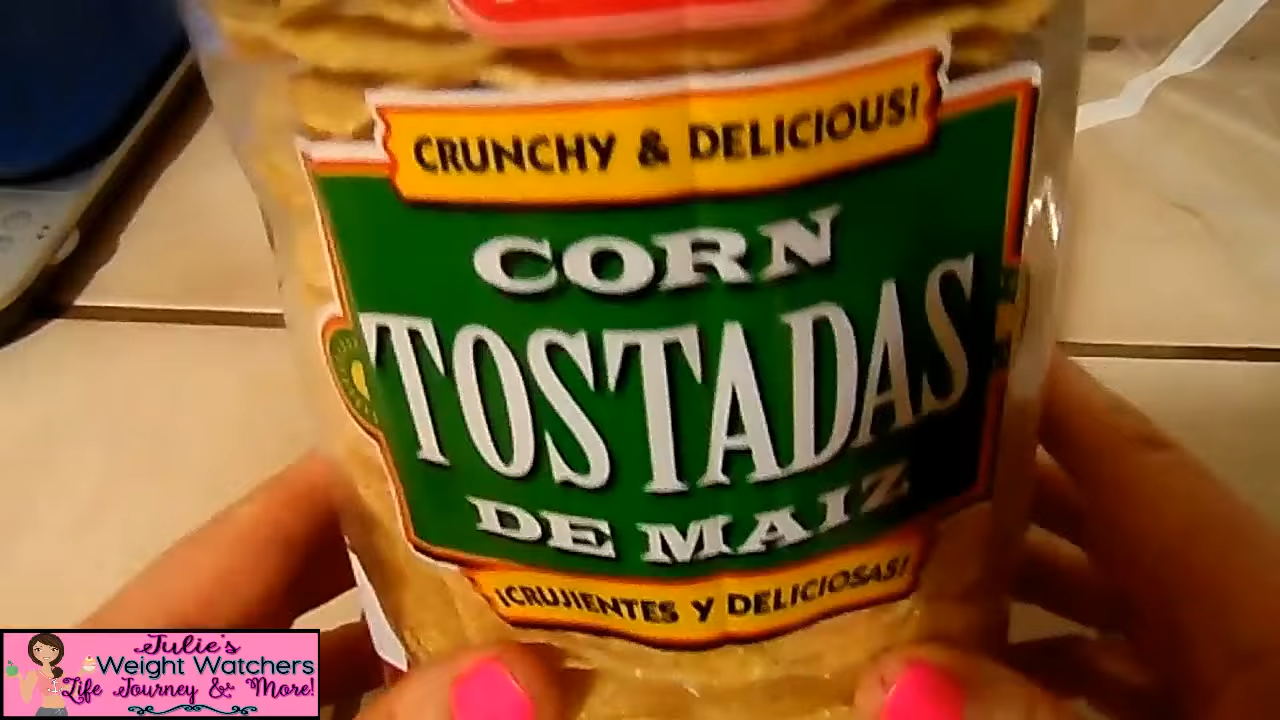 CRUNCHY & DELICIOUS!
CORN
TOSTADAS
DE MAIZ
¡CRUJIENTES Y DELICIOSAS!
Julie's
Weight Watchers
Life Journey & More!